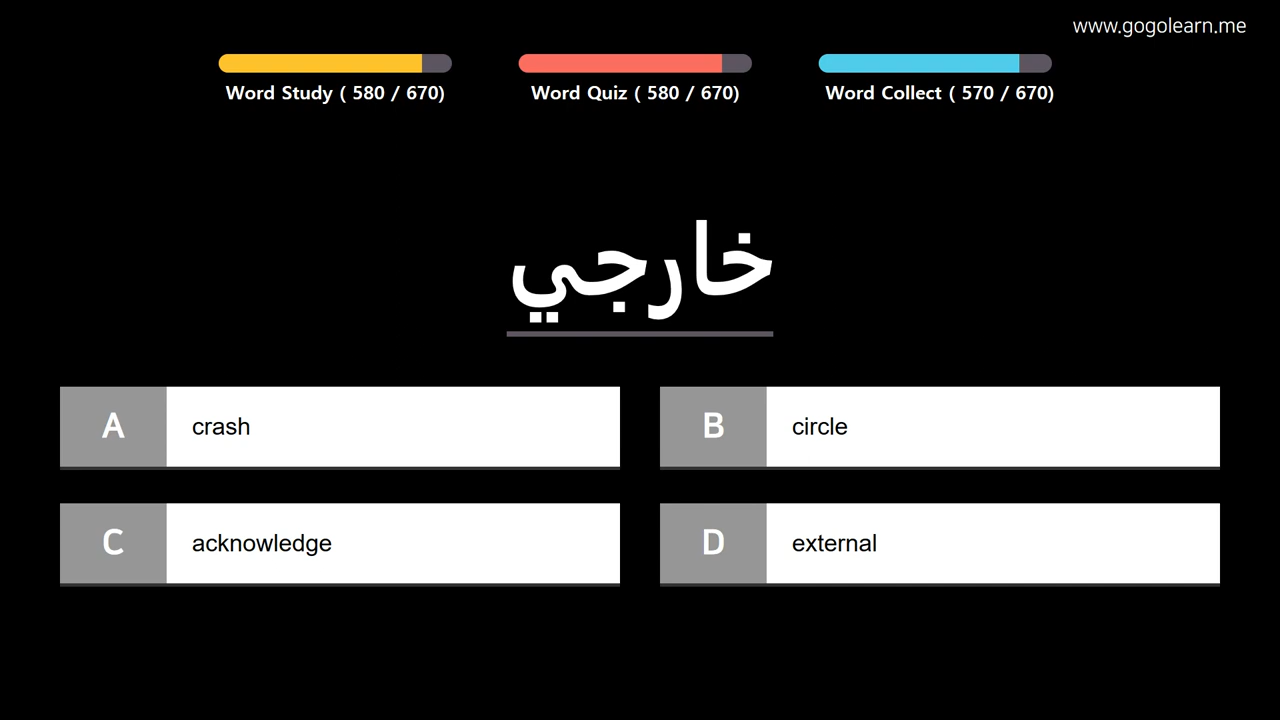 www.gogolearn.me
Word Study ( 580 / 670)
Word Quiz ( 580 / 670)
Word Collect ( 570 / 670)
خارجي
A crash
B circle
C acknowledge
D external